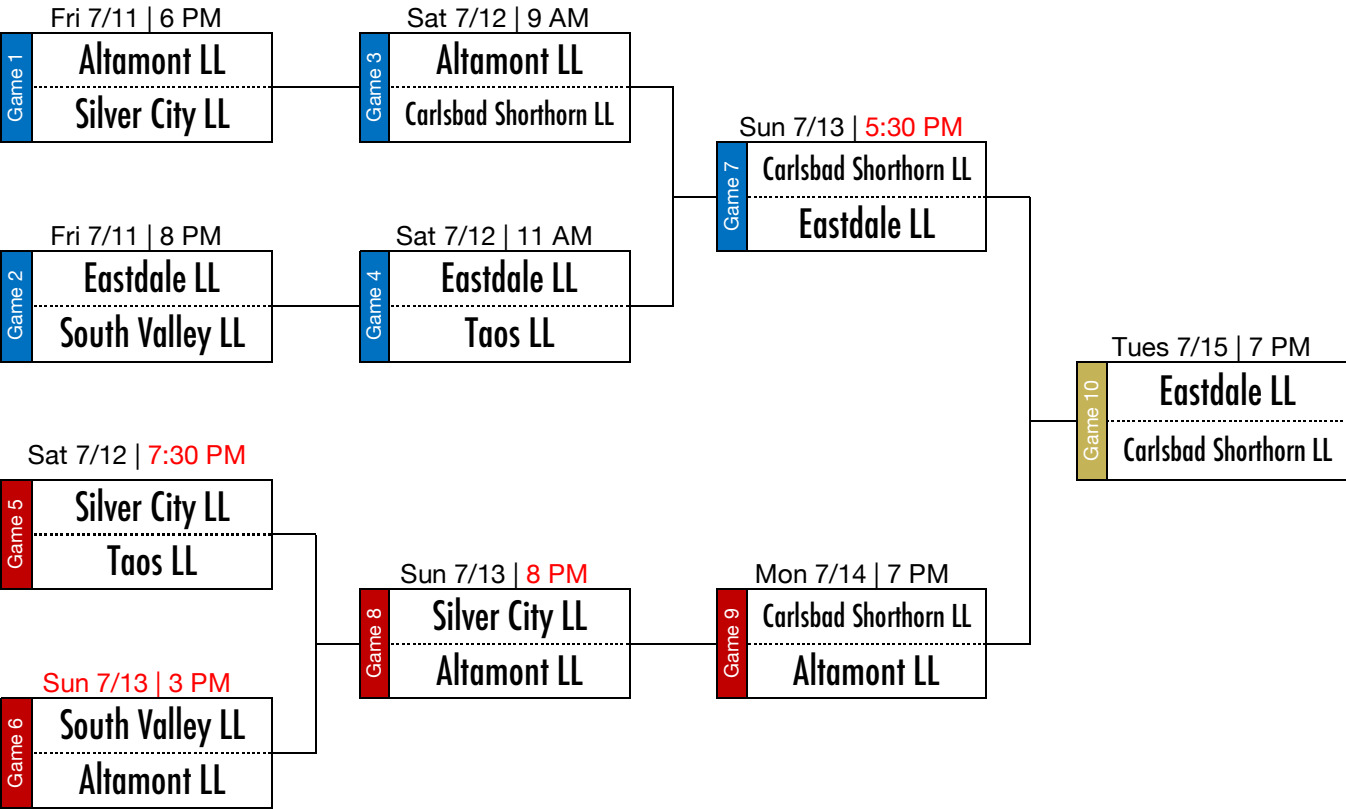 Fri 7/11 | 6 PM
Game 1
Altamont LL
Silver City LL
Sat 7/12 | 9 AM
Game 3
Altamont LL
Carlsbad Shorthorn LL
Sun 7/13 | 5:30 PM
Game 7
Carlsbad Shorthorn LL
Eastdale LL
Fri 7/11 | 8 PM
Game 2
Eastdale LL
South Valley LL
Sat 7/12 | 11 AM
Game 4
Eastdale LL
Taos LL
Tues 7/15 | 7 PM
Game 10
Eastdale LL
Carlsbad Shorthorn LL
Sat 7/12 | 7:30 PM
Game 5
Silver City LL
Taos LL
Sun 7/13 | 8 PM
Game 8
Silver City LL
Altamont LL
Mon 7/14 | 7 PM
Game 9
Carlsbad Shorthorn LL
Altamont LL
Sun 7/13 | 3 PM
Game 6
South Valley LL
Altamont LL